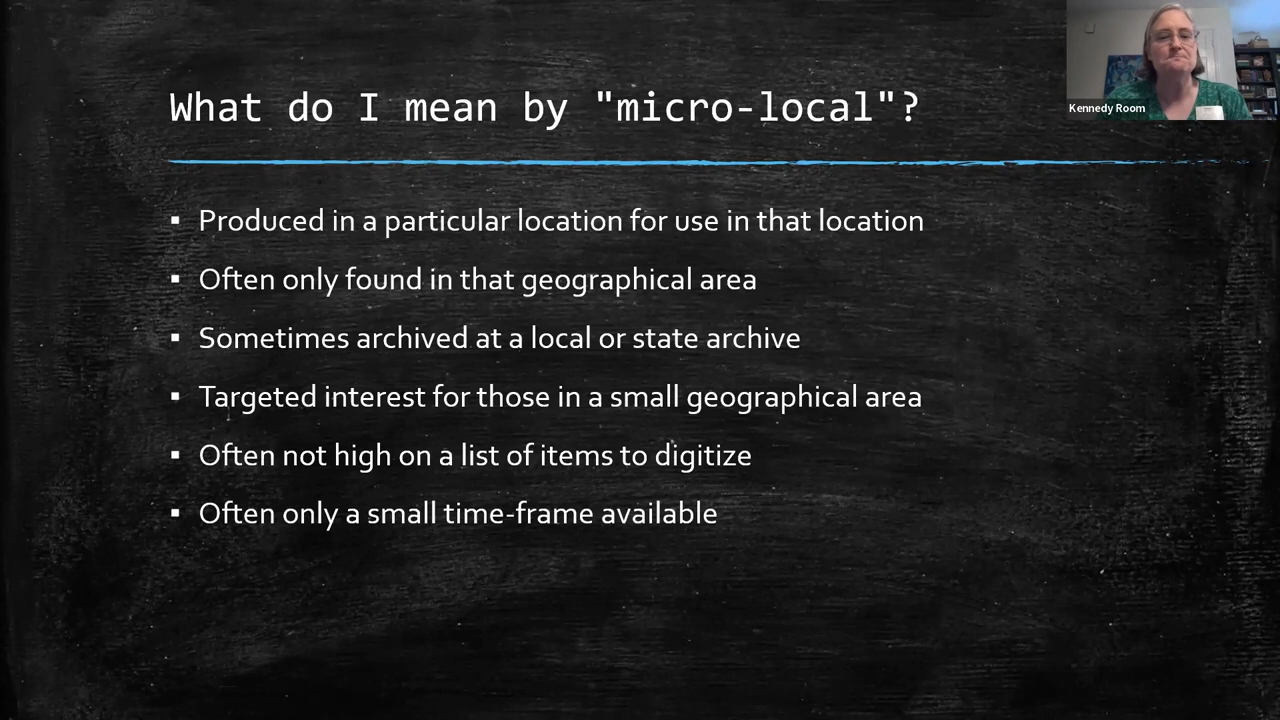 What do I mean by "micro-local"?
Kennedy Room
▪ Produced in a particular location for use in that location
▪ Often only found in that geographical area
▪ Sometimes archived at a local or state archive
▪ Targeted interest for those in a small geographical area
▪ Often not high on a list of items to digitize
▪ Often only a small time-frame available